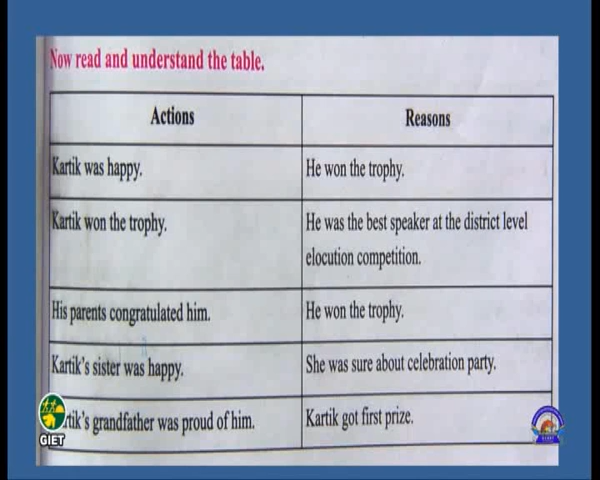 Now read and understand the table.
Actions Reasons
Kartik was happy. He won the trophy.
Kartik won the trophy. He was the best speaker at the district level
elocution competition.
His parents congratulated him. He won the trophy.
Kartik's sister was happy. She was sure about celebration party.
tik's grandfather was proud of him. Kartik got first prize.
CIET